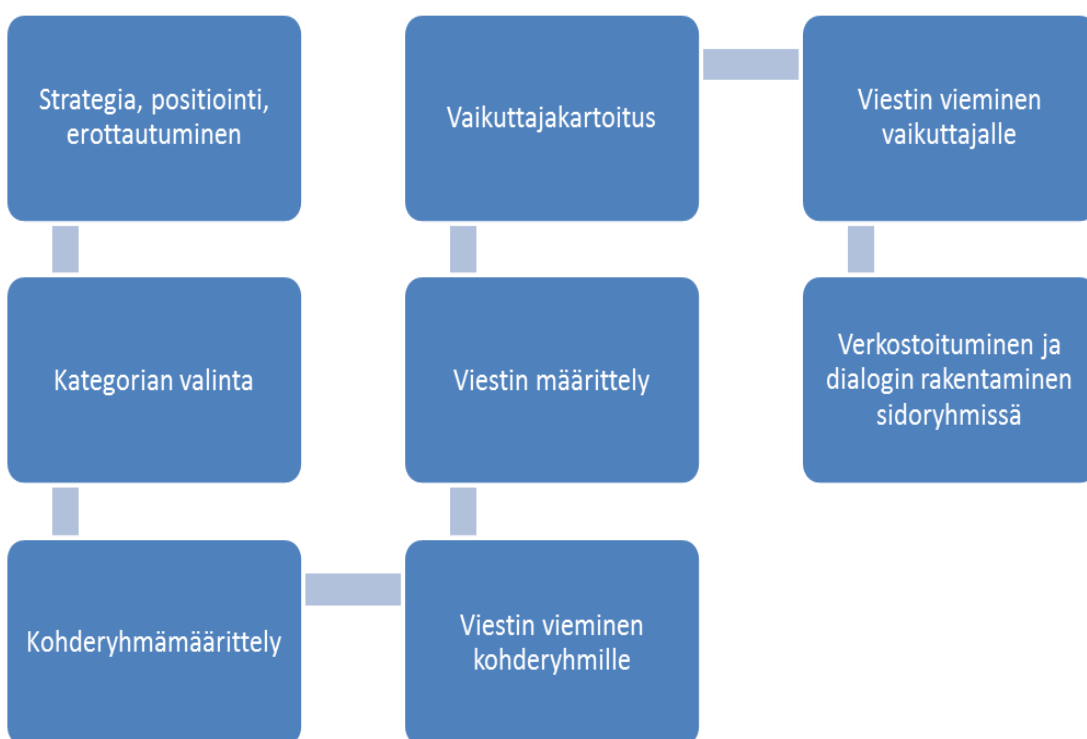 Strategia, positiointi,
erottautuminen
Kategorian valinta
Kohderyhmämäärittely
Viestin vieminen
kohderyhmille
Viestin määrittely
Vaikuttajakartoitus
Viestin vieminen
vaikuttajalle
Verkostoituminen ja
dialogin rakentaminen
sidoryhmissä